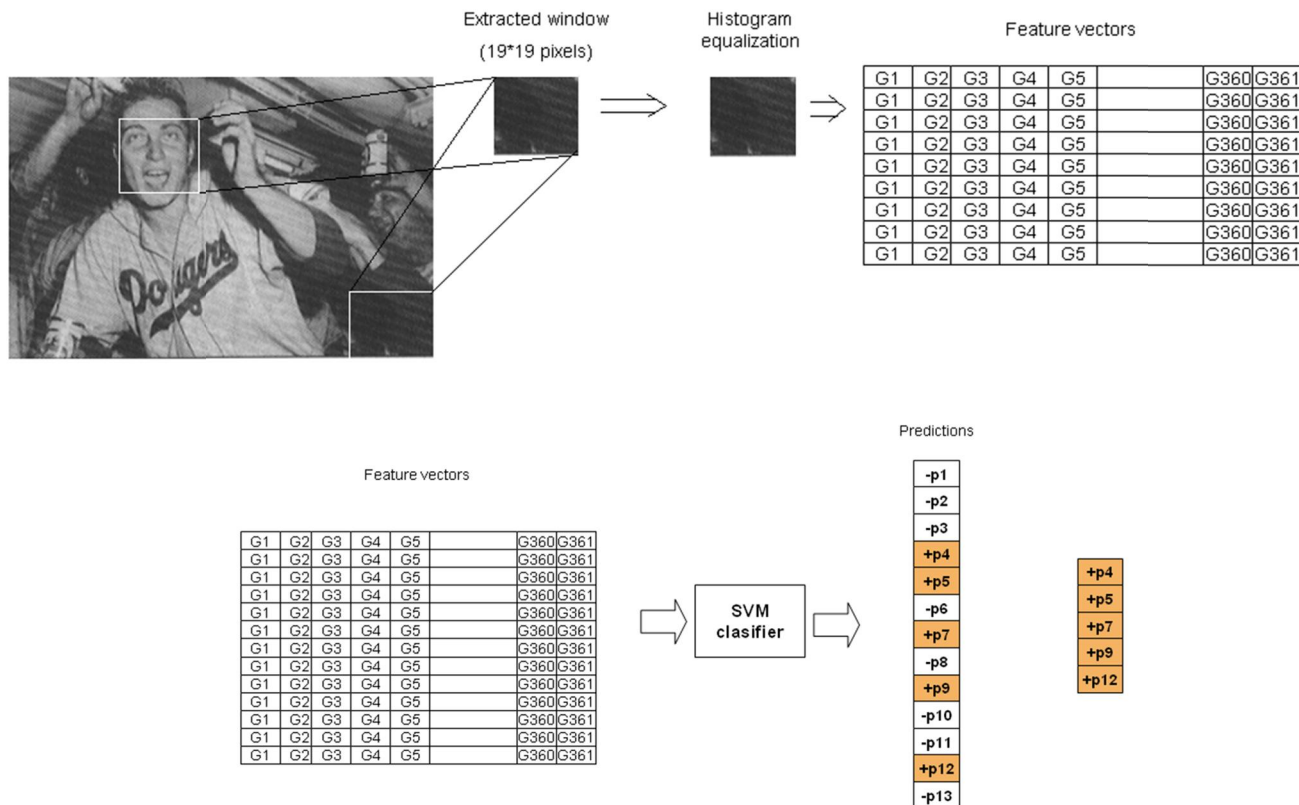 Extracted window
(19*19 pixels)
Histogram
equalization
Feature vectors
Dodgers
G1 G2 G3 G4 G5 G360 G361
G1 G2 G3 G4 G5 G360 G361
G1 G2 G3 G4 G5 G360 G361
G1 G2 G3 G4 G5 G360 G361
G1 G2 G3 G4 G5 G360 G361
G1 G2 G3 G4 G5 G360 G361
G1 G2 G3 G4 G5 G360 G361
G1 G2 G3 G4 G5 G360 G361
G1 G2 G3 G4 G5 G360 G361
Feature vectors
G1 G2 G3 G4 G5 G360 G361
G1 G2 G3 G4 G5 G360 G361
G1 G2 G3 G4 G5 G360 G361
G1 G2 G3 G4 G5 G360 G361
G1 G2 G3 G4 G5 G360 G361
G1 G2 G3 G4 G5 G360 G361
G1 G2 G3 G4 G5 G360 G361
G1 G2 G3 G4 G5 G360 G361
G1 G2 G3 G4 G5 G360 G361
G1 G2 G3 G4 G5 G360 G361
G1 G2 G3 G4 G5 G360 G361
G1 G2 G3 G4 G5 G360 G361
G1 G2 G3 G4 G5 G360 G361
SVM
clasifier
Predictions
-p1
-p2
-p3
+p4
+p5
-p6
+p7
-p8
+p9
-p10
-p11
+p12
-p13
+p4
+p5
+p7
+p9
+p12